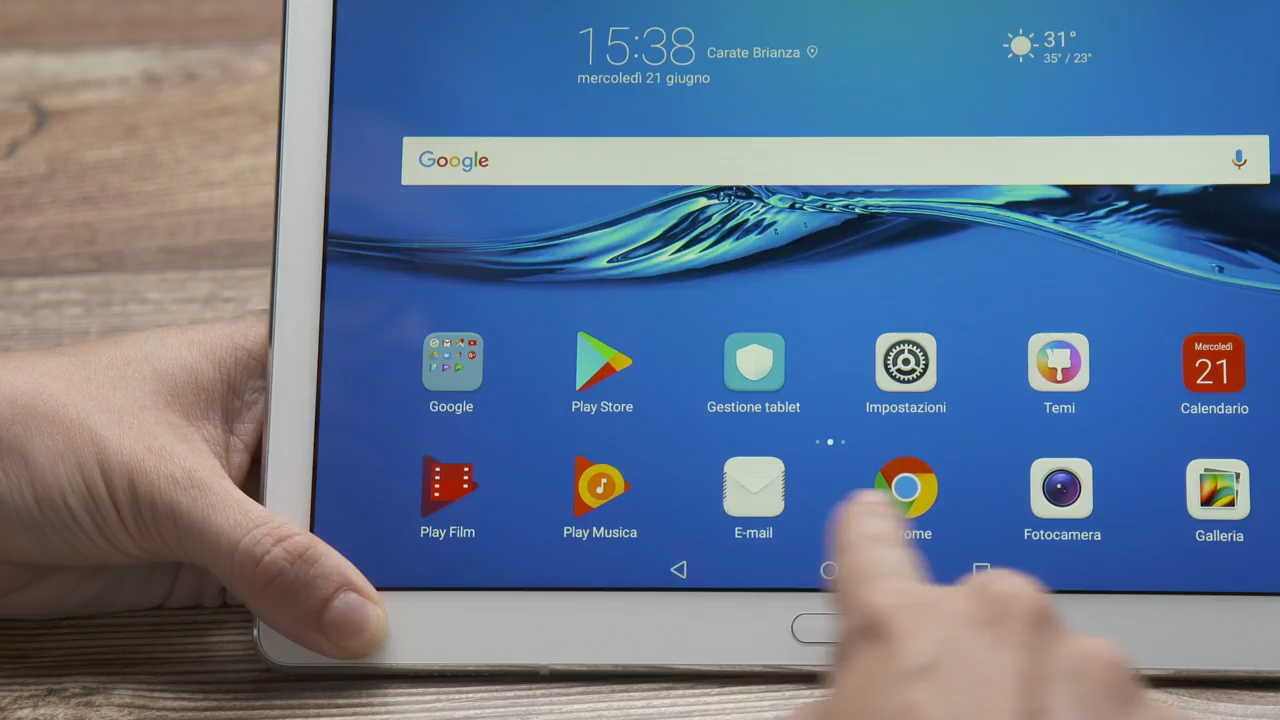 15:38 Carate Brianza
mercoledì 21 giugno
31°
35° / 23°
Google
Google
Play Store
Gestione tablet
Impostazioni
Temi
Mercoledì
21
Calendario
Play Film
Play Musica
E-mail
ome
Fotocamera
Galleria